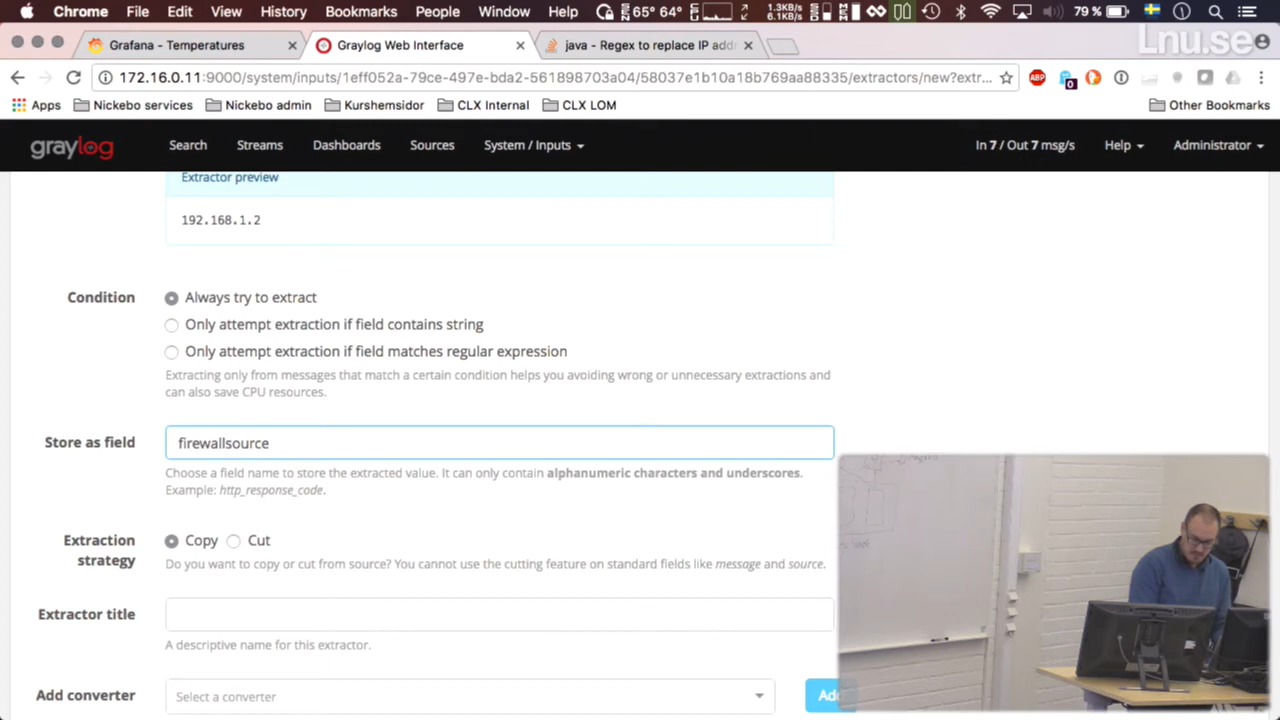 Chrome File Edit View History Bookmarks People Window Help 65° 64° 1.3KB/s 6.1KB/s 79 %
Lnu.se
Grafana - Temperatures
Graylog Web Interface
java - Regex to replace IP addr
172.16.0.11:9000/system/inputs/1eff052a-79ce-497e-bda2-561898703a04/58037e1b10a18b769aa88335/extractors/new?extr...
ABP
0
Apps Nickebo services Nickebo admin Kurshemsidor CLX Internal CLX LOM Other Bookmarks
graylog Search Streams Dashboards Sources System / Inputs In 7 / Out 7 msg/s Help Administrator
Extractor preview
192.168.1.2
Condition
Always try to extract
Only attempt extraction if field contains string
Only attempt extraction if field matches regular expression
Extracting only from messages that match a certain condition helps you avoiding wrong or unnecessary extractions and
can also save CPU resources.
Store as field
firewallsource
Choose a field name to store the extracted value. It can only contain alphanumeric characters and underscores.
Example: http_response_code.
Extraction
strategy
Copy Cut
Do you want to copy or cut from source? You cannot use the cutting feature on standard fields like message and source.
Extractor title
A descriptive name for this extractor.
Add converter
Select a converter
Add